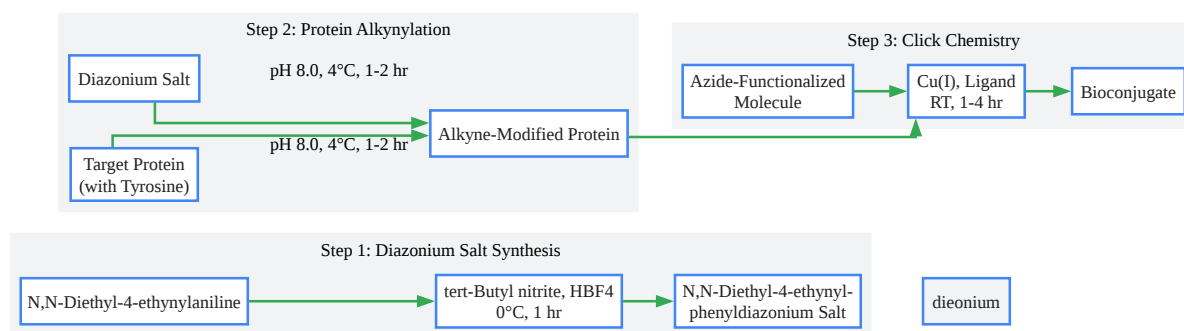 Step 2: Protein Alkynylation
Diazonium Salt
pH 8.0, 4°C, 1-2 hr
pH 8.0, 4°C, 1-2 hr
Target Protein
(with Tyrosine)
Alkyne-Modified Protein
Step 3: Click Chemistry
Azide-Functionalized
Molecule
Cu(I), Ligand
RT, 1-4 hr
Bioconjugate
Step 1: Diazonium Salt Synthesis
N,N-Diethyl-4-ethynylaniline
tert-Butyl nitrite, HBF4
0°C, 1 hr
N,N-Diethyl-4-ethynyl-
phenyldiazonium Salt
dieonium